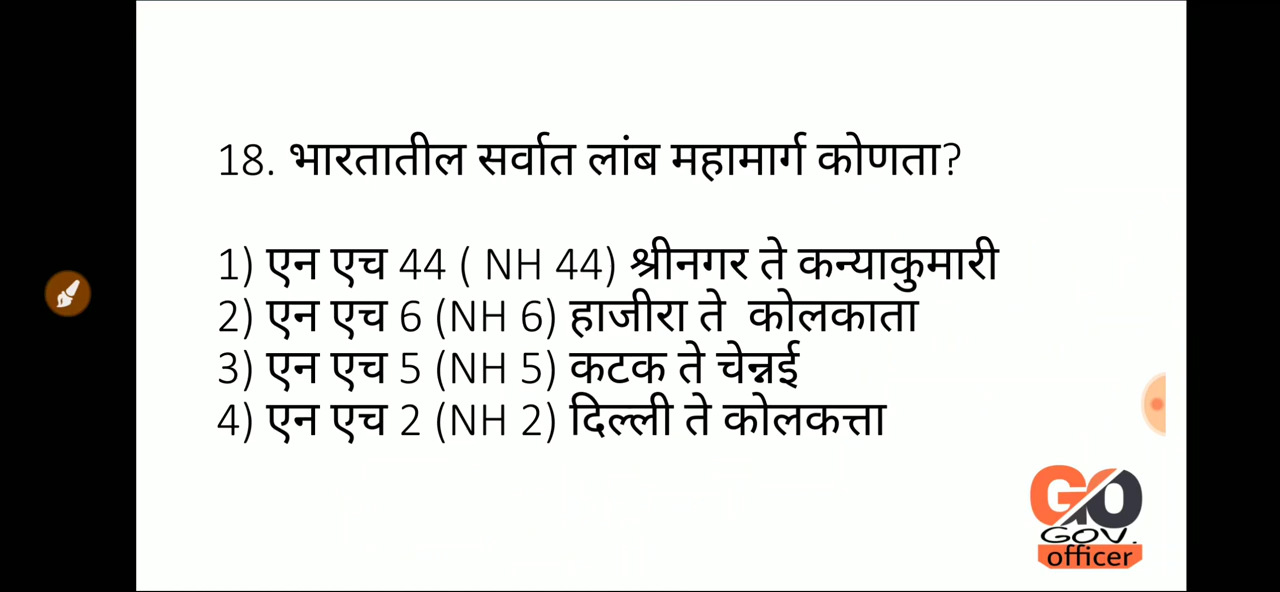 18. भारतातील सर्वात लांब महामार्ग कोणता?
1) एन एच 44 ( NH 44) श्रीनगर ते कन्याकुमारी
2) एन एच 6 (NH 6) हाजीरा ते कोलकाता
3) एन एच 5 (NH 5) कटक ते चेन्नई
4) एन एच 2 (NH 2) दिल्ली ते कोलकत्ता
GO
GOV.
officer